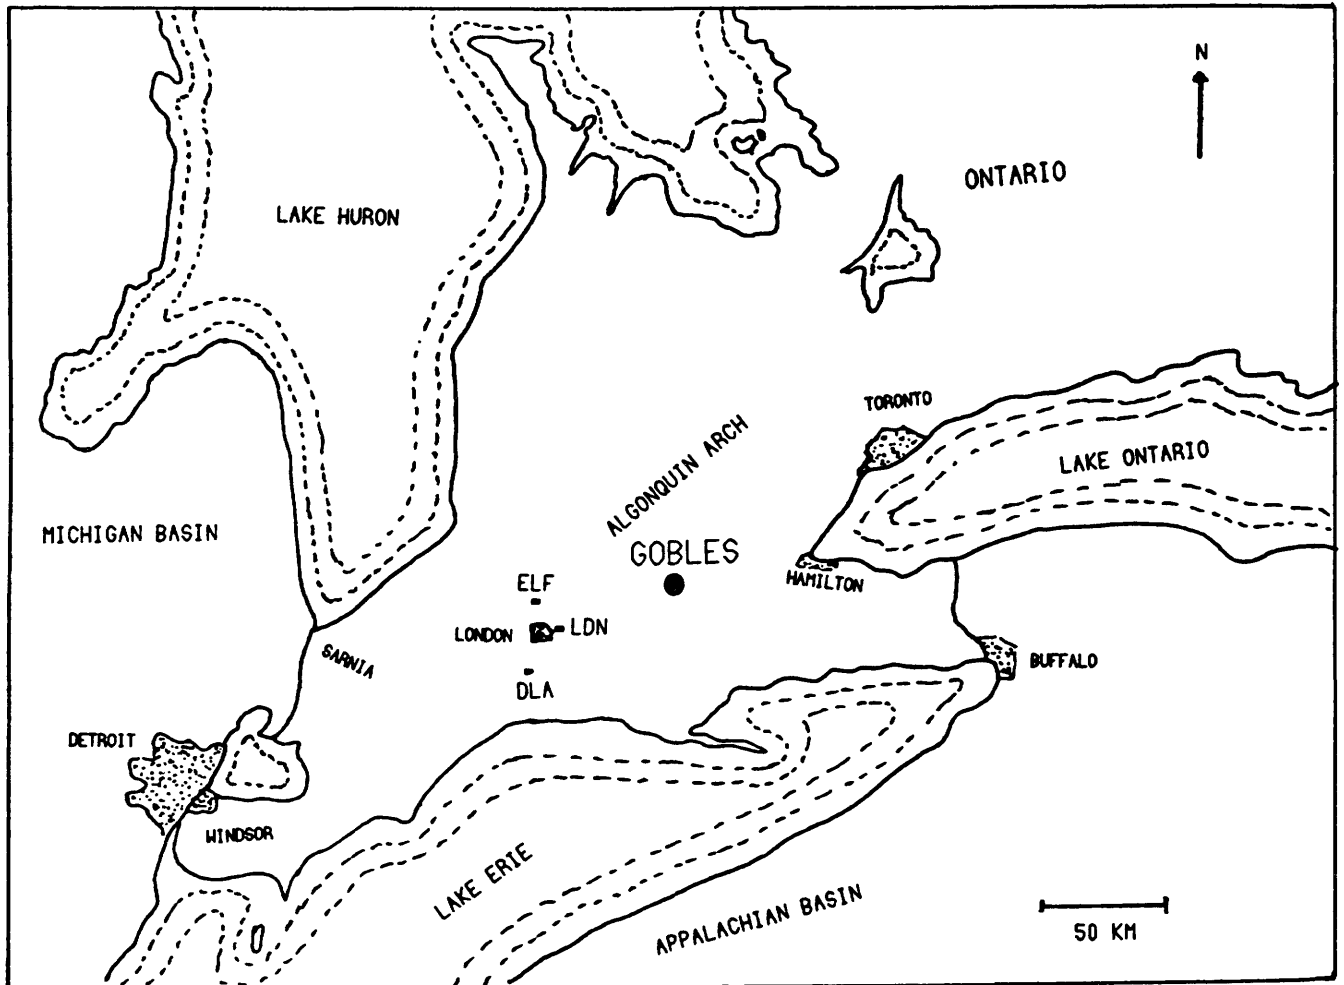 N
ONTARIO
LAKE HURON
TORONTO
ALGONQUIN ARCH
LAKE ONTARIO
MICHIGAN BASIN
GOBLES
HAMILTON
ELF
LONDON
LDN
SARNIA
BUFFALO
DLA
DETROIT
WINDSOR
LAKE ERIE
APPALACHIAN BASIN
50 KM